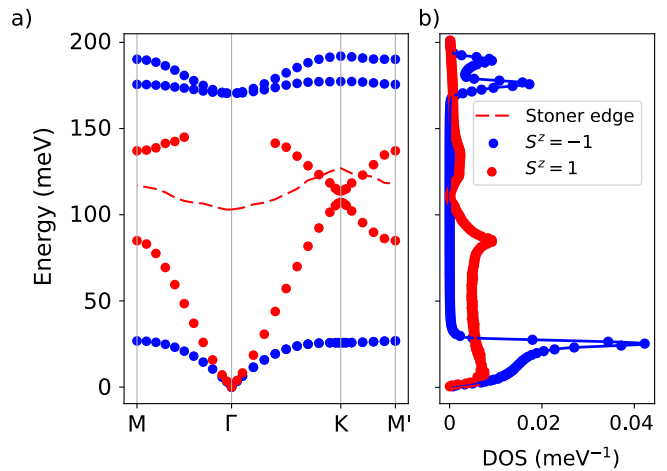 a)
b)
Energy (meV)
200
150
100
50
0
M
Γ
K
M'
Stoner edge
S^z = −1
S^z = 1
0
0.02
0.04
DOS (meV⁻¹)